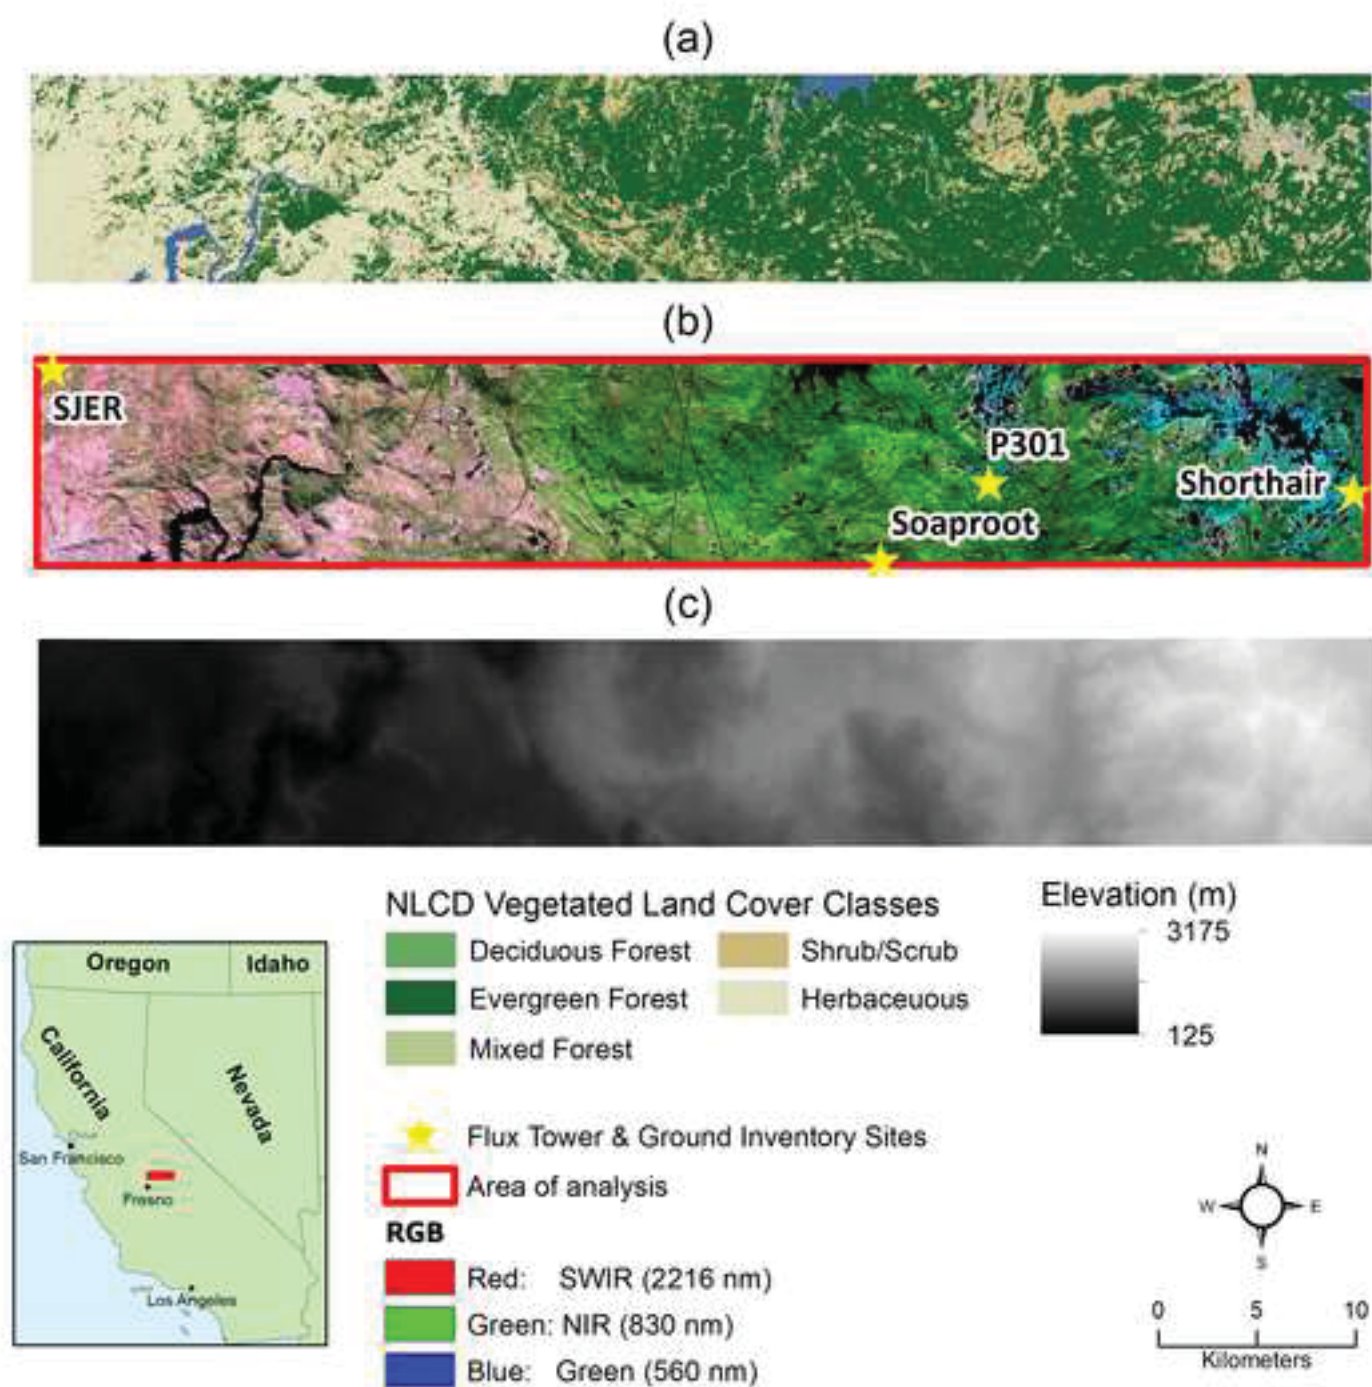 (a)
(b)
SJER
P301
Shorthair
Soaproot
(c)
NLCD Vegetated Land Cover Classes
Deciduous Forest
Shrub/Scrub
Evergreen Forest
Herbaceuous
Mixed Forest
Elevation (m)
3175
125
Oregon
Idaho
California
Nevada
San Francisco
Fresno
Los Angeles
Flux Tower & Ground Inventory Sites
Area of analysis
RGB
Red: SWIR (2216 nm)
Green: NIR (830 nm)
Blue: Green (560 nm)
N
W
E
S
0 5 10
Kilometers